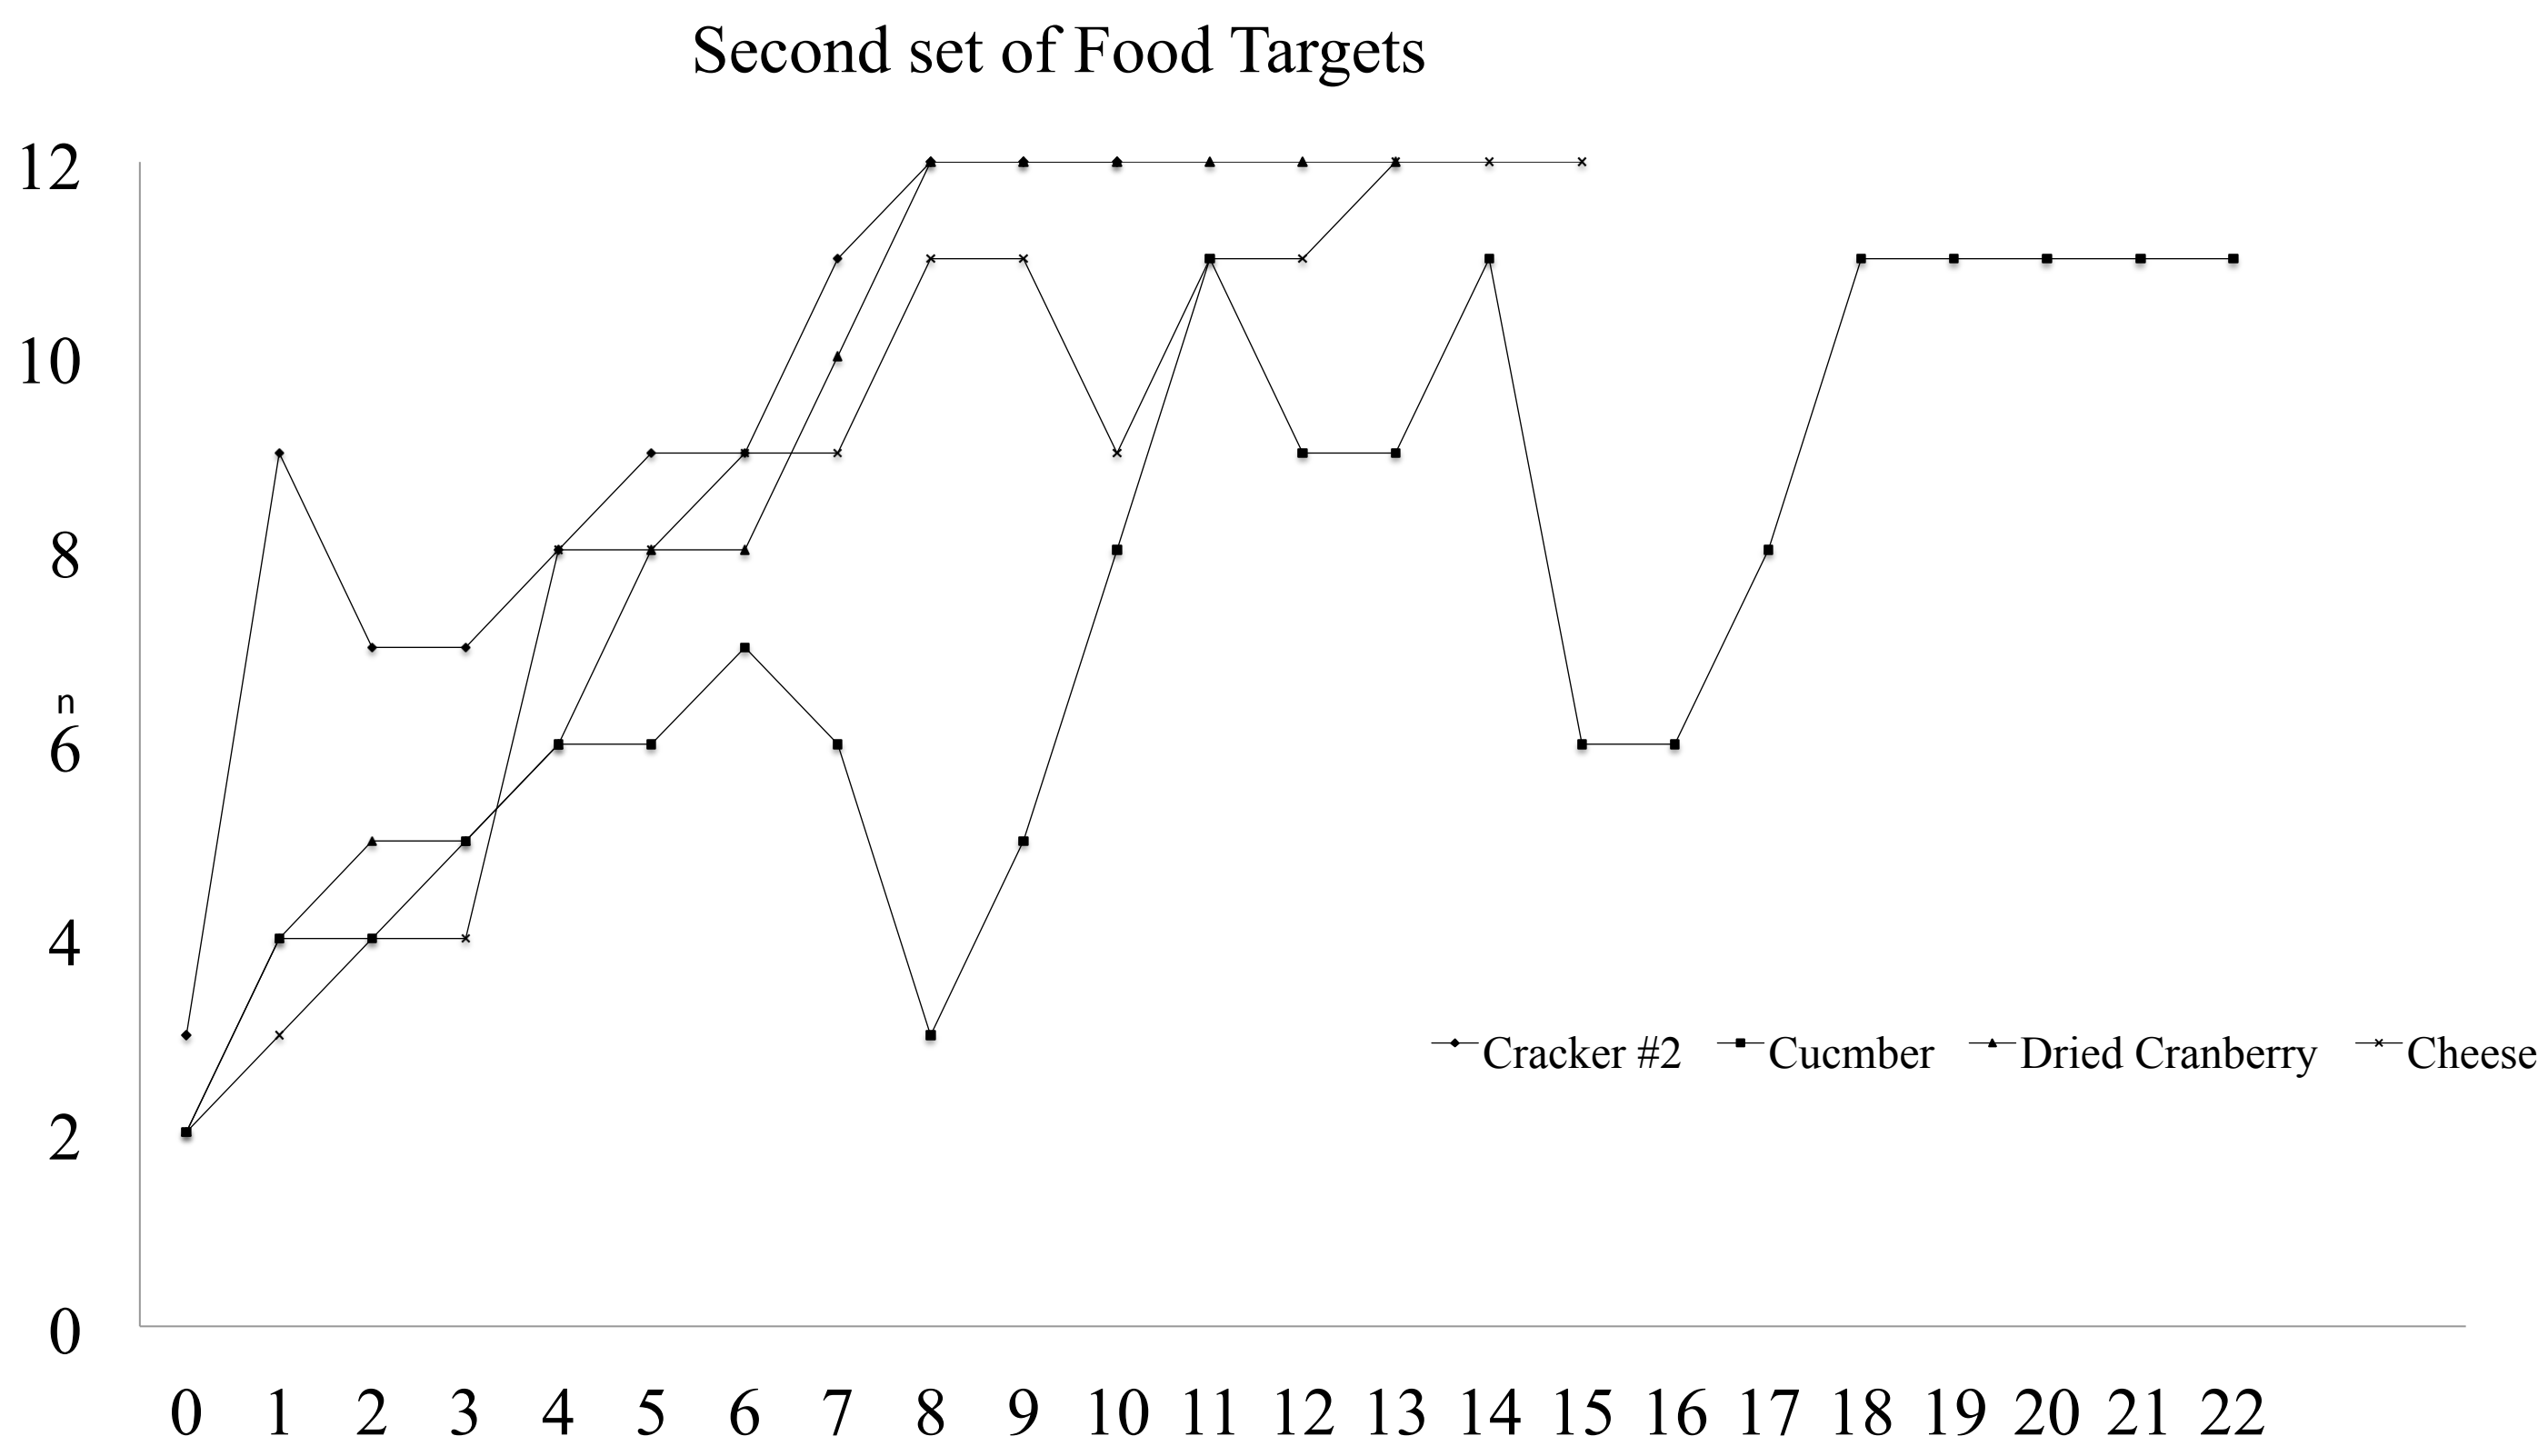 Second set of Food Targets
12
10
8
n
6
4
Cracker #2 Cucmber Dried Cranberry Cheese
2
0
0 1 2 3 4 5 6 7 8 9 10 11 12 13 14 15 16 17 18 19 20 21 22